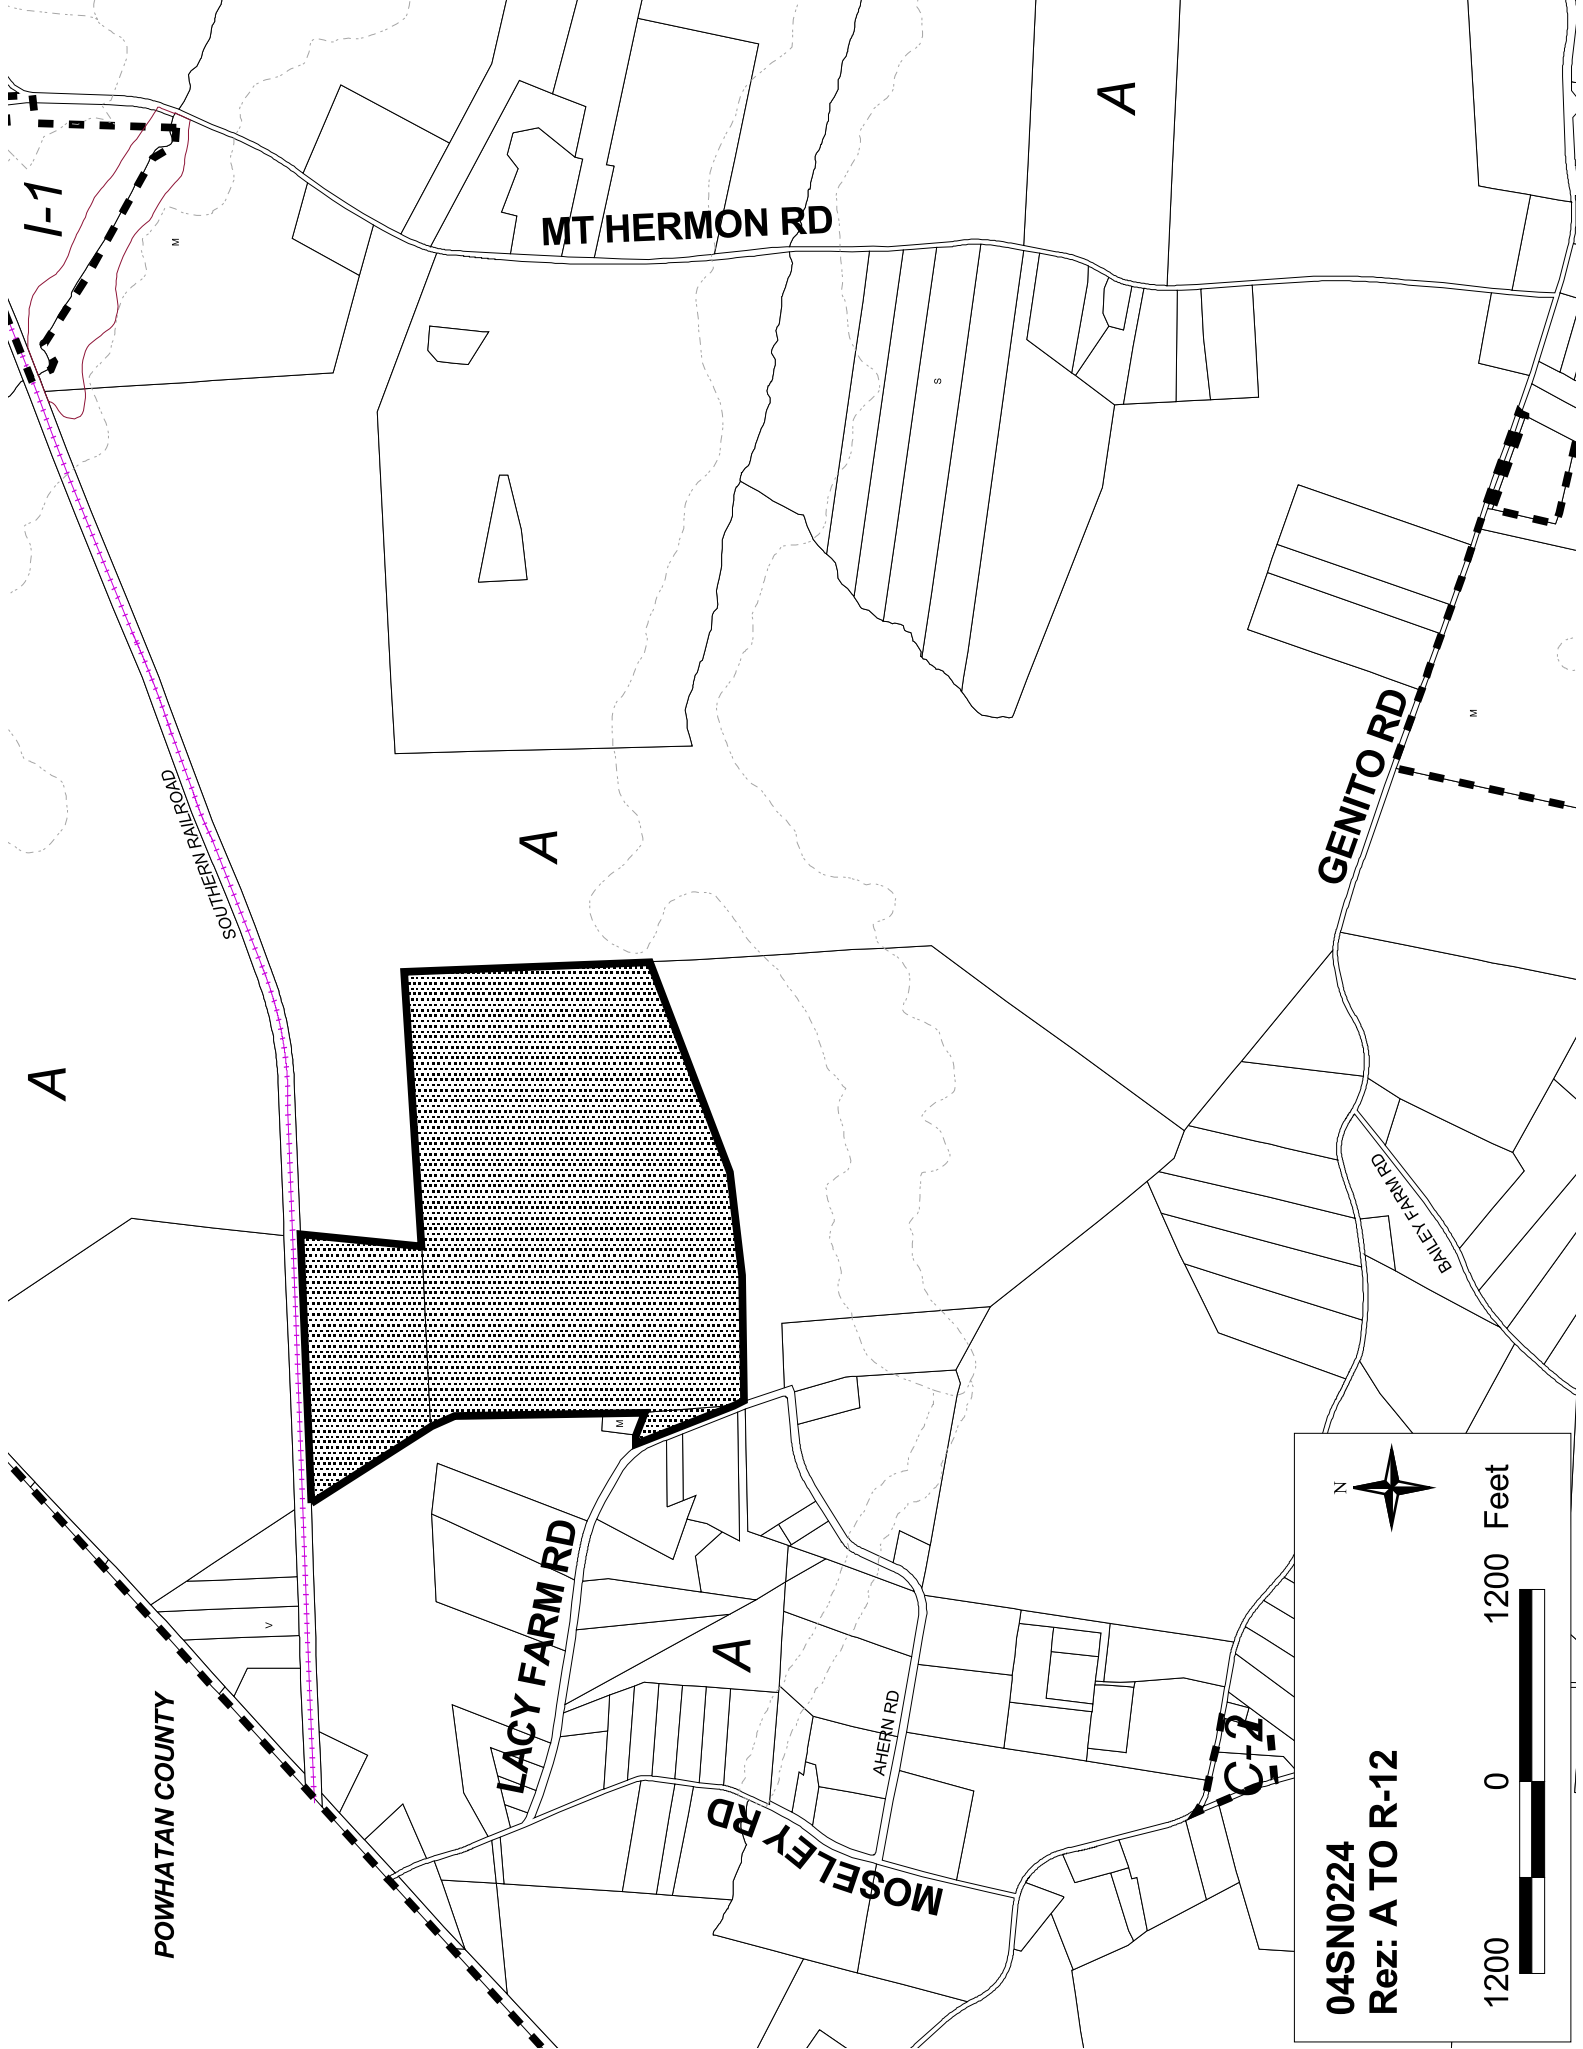 I-1
M
MT HERMON RD
A
S
SOUTHERN RAILROAD
A
A
GENITO RD
M
BAILEY FARM RD
M
LACY FARM RD
V
A
AHERN RD
MOSELEY RD
C-2
POWHATAN COUNTY
N
04SN0224
Rez: A TO R-12
1200 0 1200 Feet